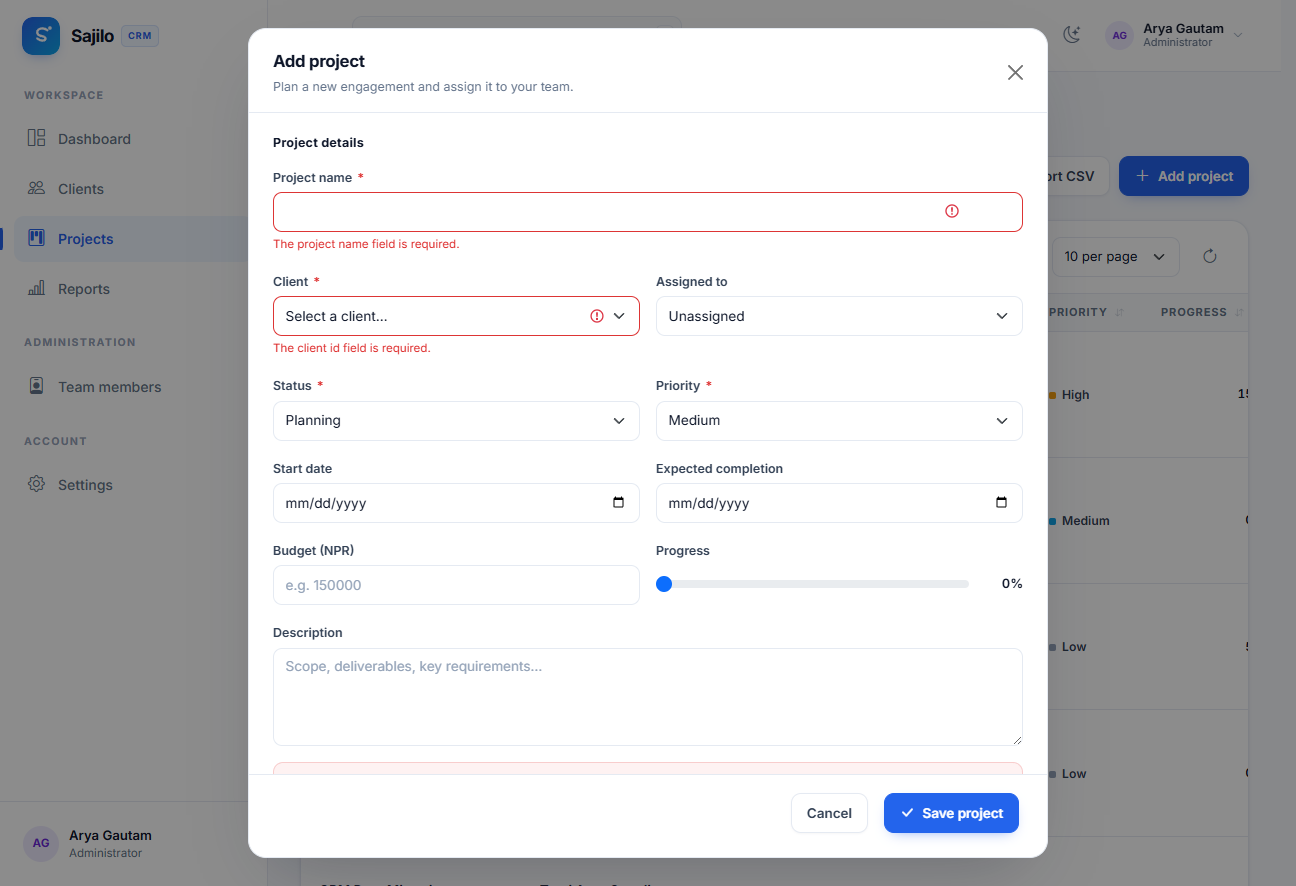 Sajilo CRM
Arya Gautam
Administrator
WORKSPACE
Dashboard
Clients
Projects
Reports
ADMINISTRATION
Team members
ACCOUNT
Settings
AG Arya Gautam
Administrator
Add project
Plan a new engagement and assign it to your team.
Project details
Project name *
The project name field is required.
Client * Assigned to
Select a client... Unassigned
The client id field is required.
Status * Priority *
Planning Medium
Start date Expected completion
mm/dd/yyyy mm/dd/yyyy
Budget (NPR) Progress
e.g. 150000 0%
Description
Scope, deliverables, key requirements...
Cancel Save project
AG
CSV Add project
10 per page
PRIORITY PROGRESS
High
Medium
Low
Low